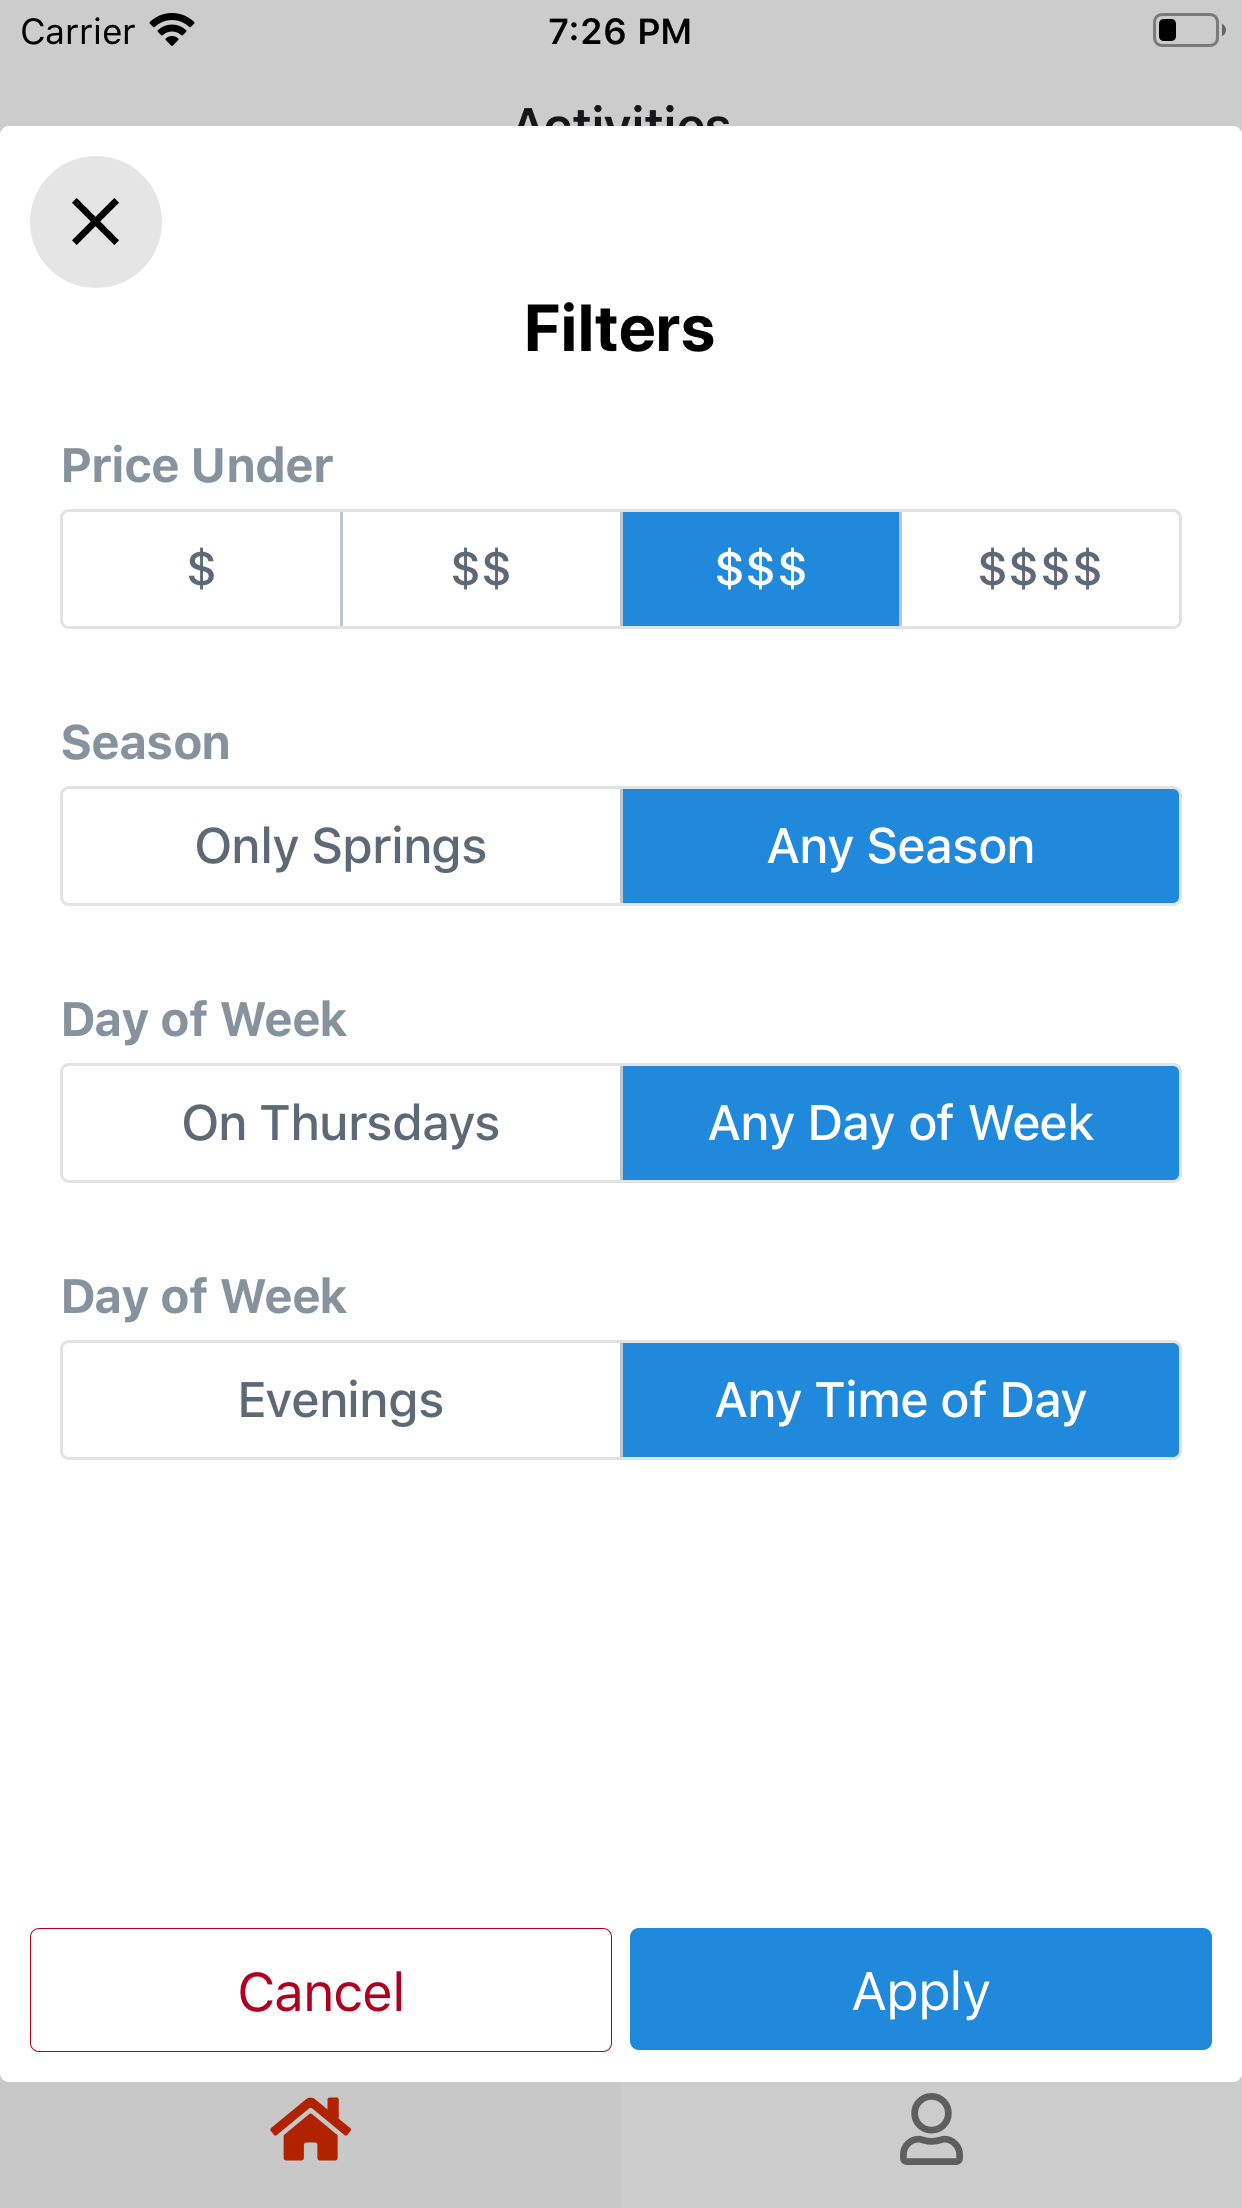 Carrier 7:26 PM
Activities
Filters
Price Under
$ $$ $$$ $$$$
Season
Only Springs Any Season
Day of Week
On Thursdays Any Day of Week
Day of Week
Evenings Any Time of Day
Cancel Apply